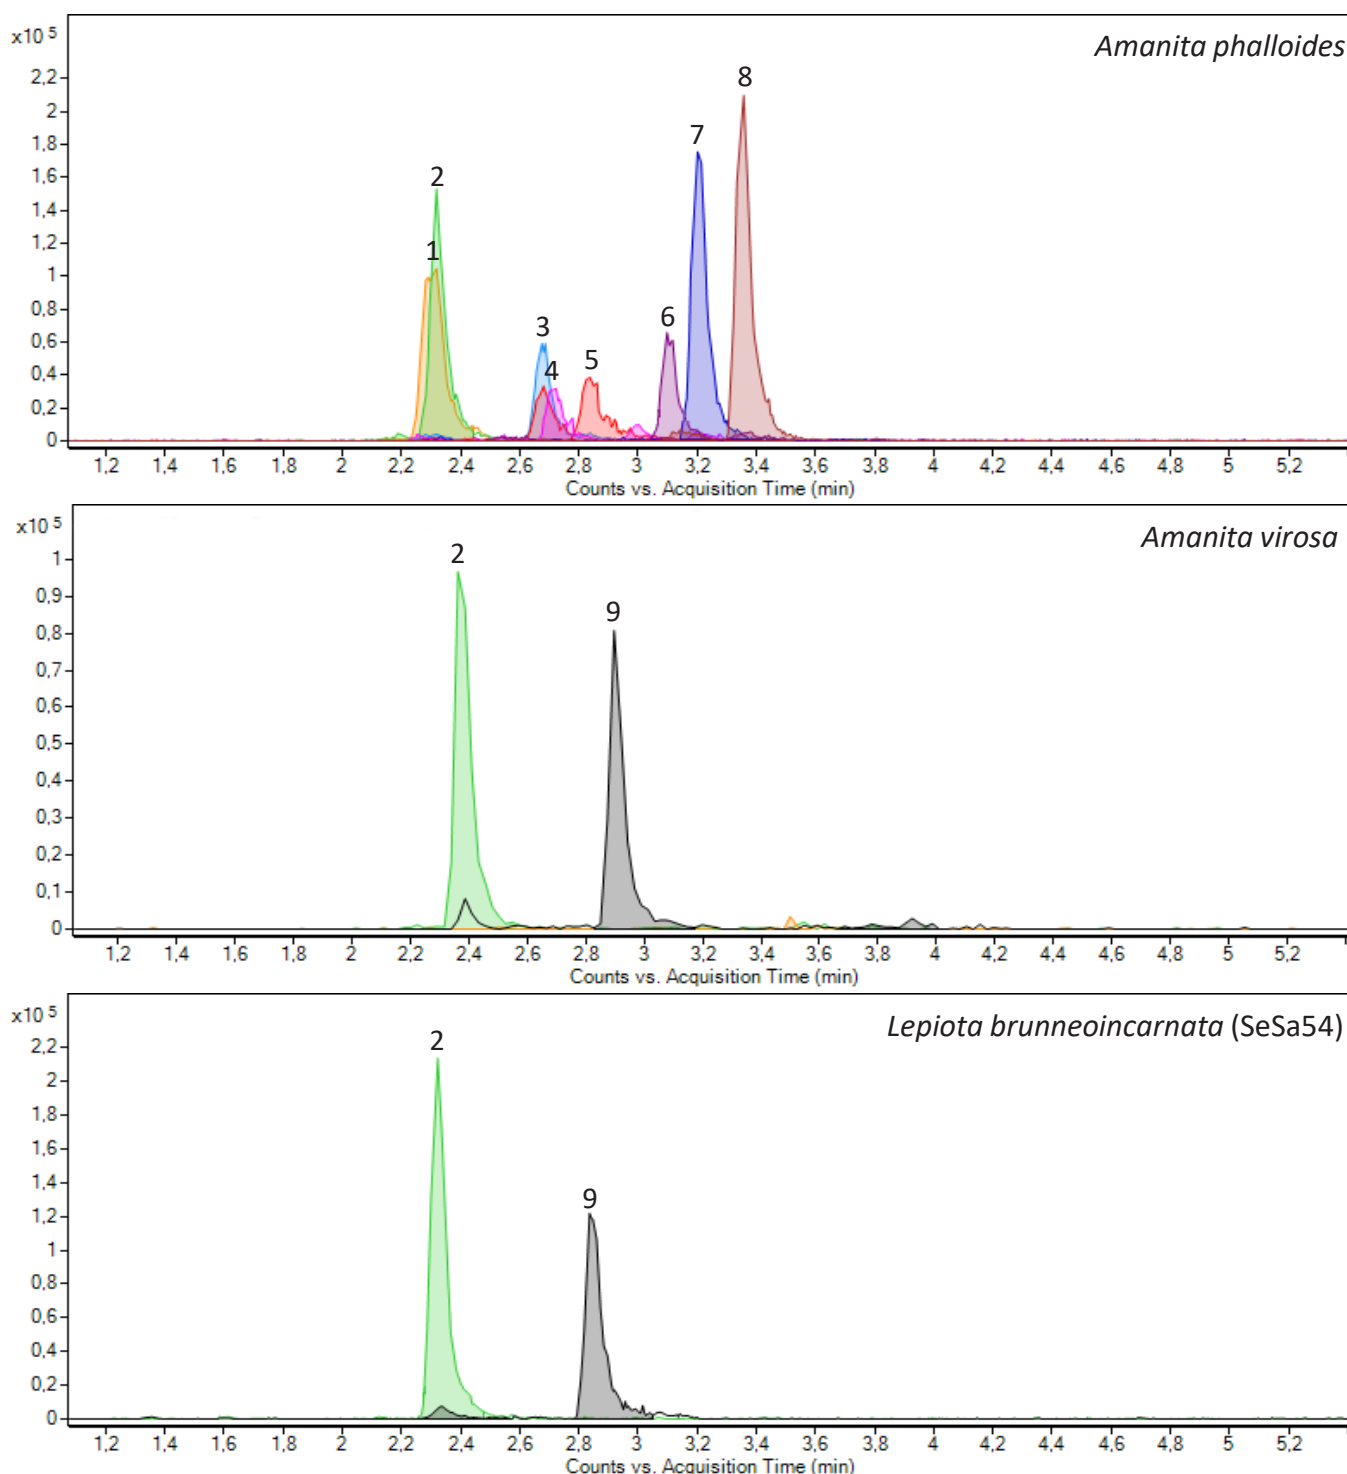 x10 5
Amanita phalloides
2,2
2
1,8
1,6
1,4
1,2
1
0,8
0,6
0,4
0,2
0
1 2 3 4 5 6 7 8
1,2 1,4 1,6 1,8 2 2,2 2,4 2,6 2,8 3 3,2 3,4 3,6 3,8 4 4,2 4,4 4,6 4,8 5 5,2
Counts vs. Acquisition Time (min)
x10 5
Amanita virosa
1
0,9
0,8
0,7
0,6
0,5
0,4
0,3
0,2
0,1
0
2 9
1,2 1,4 1,6 1,8 2 2,2 2,4 2,6 2,8 3 3,2 3,4 3,6 3,8 4 4,2 4,4 4,6 4,8 5 5,2
Counts vs. Acquisition Time (min)
x10 5
Lepiota brunneoincarnata (SeSa54)
2,2
2
1,8
1,6
1,4
1,2
1
0,8
0,6
0,4
0,2
0
2 9
1,2 1,4 1,6 1,8 2 2,2 2,4 2,6 2,8 3 3,2 3,4 3,6 3,8 4 4,2 4,4 4,6 4,8 5 5,2
Counts vs. Acquisition Time (min)